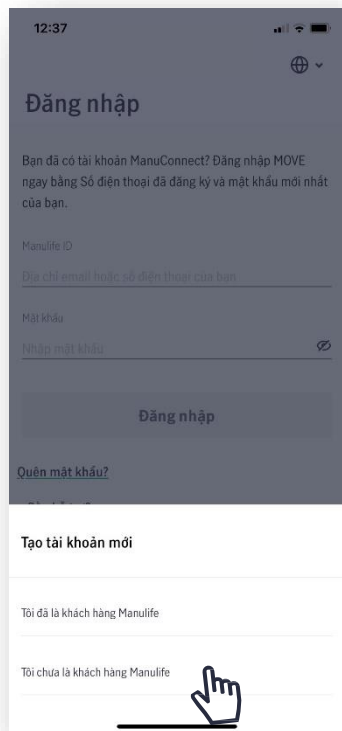 12:37
Đăng nhập
Bạn đã có tài khoản ManuConnect? Đăng nhập MOVE
ngay bằng Số điện thoại đã đăng ký và mật khẩu mới nhất
của bạn.
Manulife ID
Địa chỉ email hoặc số điện thoại của bạn
Mật khẩu
Nhập mật khẩu
Đăng nhập
Quên mật khẩu?
Tạo tài khoản mới
Tôi đã là khách hàng Manulife
Tôi chưa là khách hàng Manulife